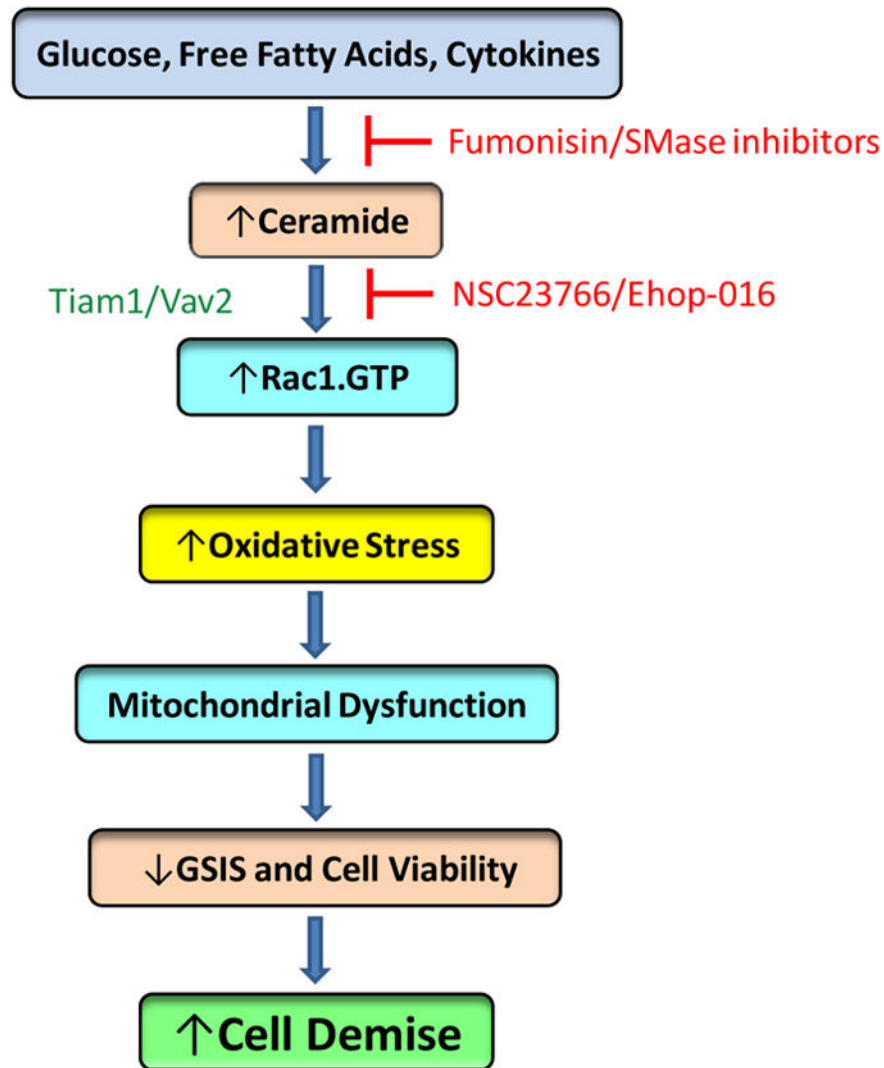 Glucose, Free Fatty Acids, Cytokines
Fumonisin/SMase inhibitors
↑Ceramide
Tiam1/Vav2
NSC23766/Ehop-016
↑Rac1.GTP
↑Oxidative Stress
Mitochondrial Dysfunction
↓GSIS and Cell Viability
↑Cell Demise